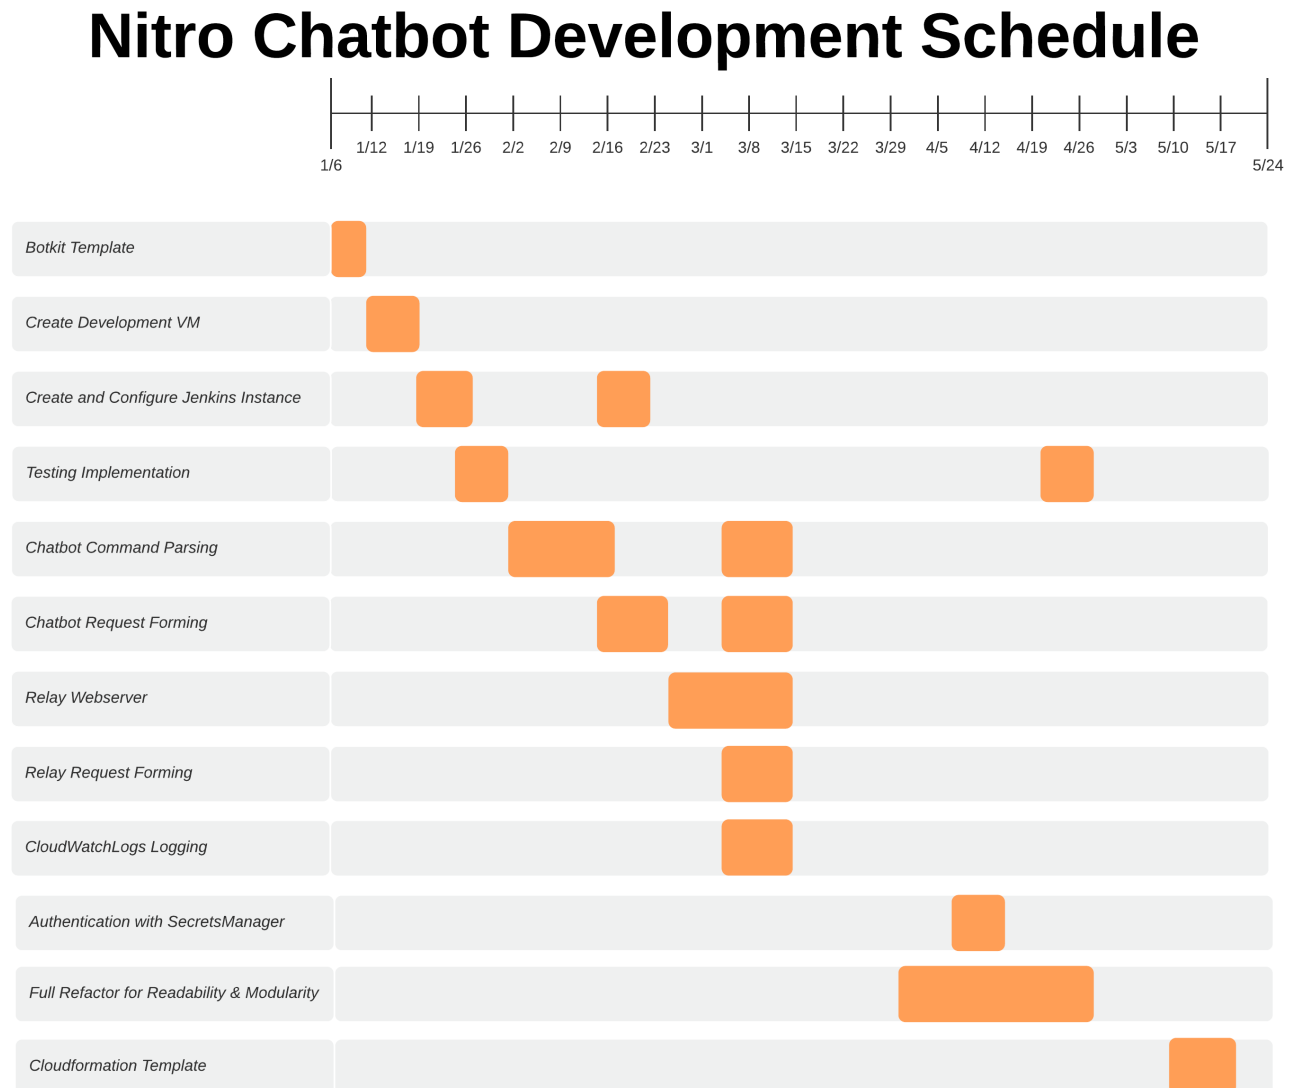 Nitro Chatbot Development Schedule
1/12 1/19 1/26 2/2 2/9 2/16 2/23 3/1 3/8 3/15 3/22 3/29 4/5 4/12 4/19 4/26 5/3 5/10 5/17
1/6 5/24
Botkit Template
Create Development VM
Create and Configure Jenkins Instance
Testing Implementation
Chatbot Command Parsing
Chatbot Request Forming
Relay Webserver
Relay Request Forming
CloudWatchLogs Logging
Authentication with SecretsManager
Full Refactor for Readability & Modularity
Cloudformation Template